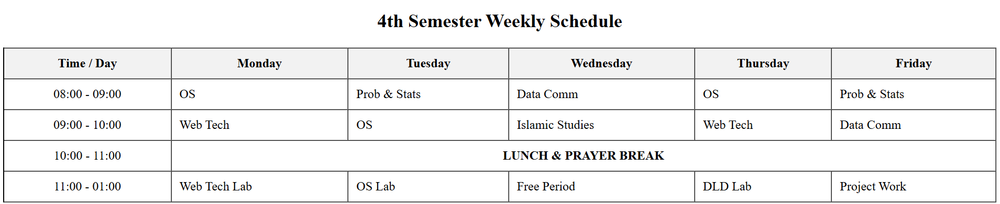 4th Semester Weekly Schedule
Time / Day Monday Tuesday Wednesday Thursday Friday
08:00 - 09:00 OS Prob & Stats Data Comm OS Prob & Stats
09:00 - 10:00 Web Tech OS Islamic Studies Web Tech Data Comm
10:00 - 11:00 LUNCH & PRAYER BREAK
11:00 - 01:00 Web Tech Lab OS Lab Free Period DLD Lab Project Work